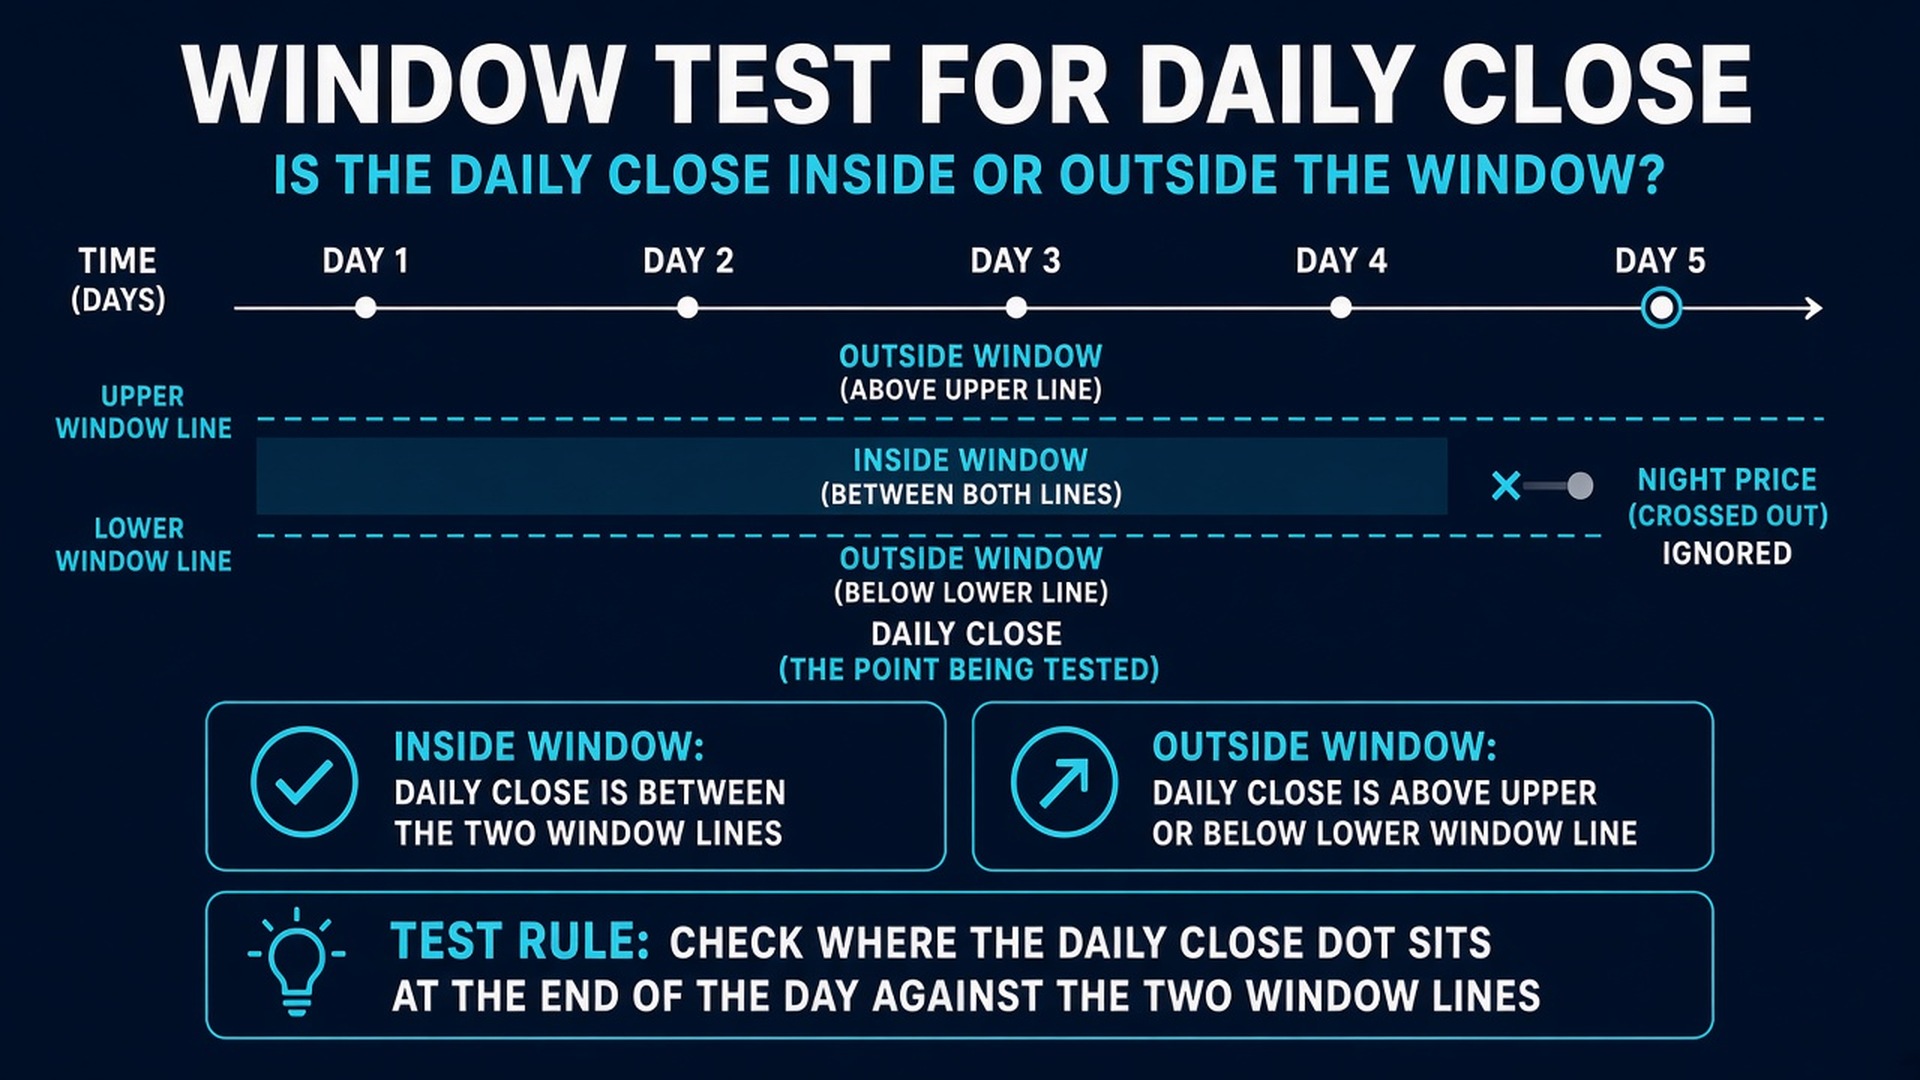 WINDOW TEST FOR DAILY CLOSE
IS THE DAILY CLOSE INSIDE OR OUTSIDE THE WINDOW?
TIME
(DAYS)
DAY 1
DAY 2
DAY 3
DAY 4
DAY 5
OUTSIDE WINDOW
(ABOVE UPPER LINE)
UPPER
WINDOW LINE
INSIDE WINDOW
(BETWEEN BOTH LINES)
NIGHT PRICE
(CROSSED OUT)
IGNORED
LOWER
WINDOW LINE
OUTSIDE WINDOW
(BELOW LOWER LINE)
DAILY CLOSE
(THE POINT BEING TESTED)
INSIDE WINDOW:
DAILY CLOSE IS BETWEEN
THE TWO WINDOW LINES
OUTSIDE WINDOW:
DAILY CLOSE IS ABOVE UPPER
OR BELOW LOWER WINDOW LINE
TEST RULE: CHECK WHERE THE DAILY CLOSE DOT SITS
AT THE END OF THE DAY AGAINST THE TWO WINDOW LINES